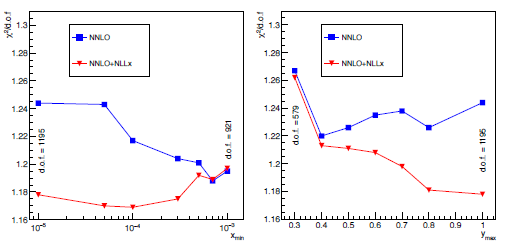 χ²/d.o.f
1.3
1.28
1.26
1.24
1.22
1.2
1.18
1.16
NNLO
NNLO+NLLx
d.o.f. = 1195
d.o.f. = 921
10⁻⁵
10⁻⁴
10⁻³
x_min
χ²/d.o.f
1.3
1.28
1.26
1.24
1.22
1.2
1.18
1.16
NNLO
NNLO+NLLx
d.o.f. = 579
d.o.f. = 1195
0.3 0.4 0.5 0.6 0.7 0.8 0.9 1
y_max